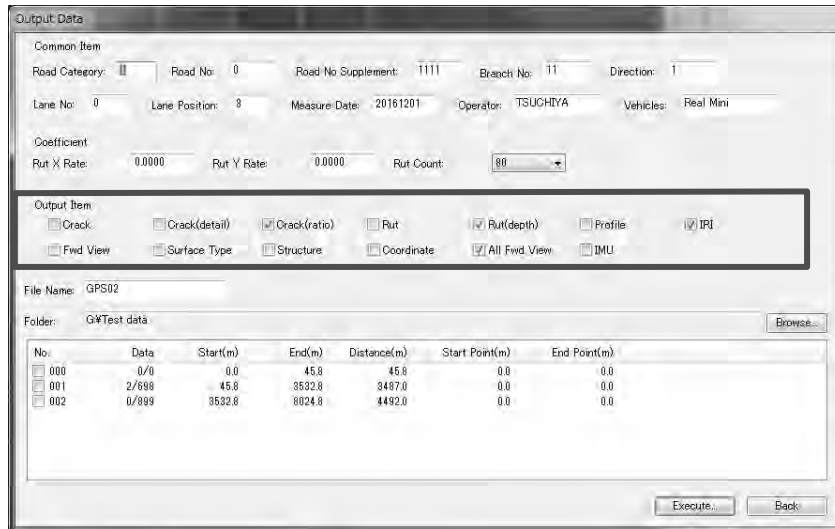 Output Data
Common Item
Road Category: Road No: 0 Road No Supplement: 1111 Branch No: 11 Direction: 1
Lane No: 0 Lane Position: 8 Measure Date: 20161201 Operator: TSUCHIYA Vehicles: Real Mini
Coefficient
Rut X Rate: 0.0000 Rut Y Rate: 0.0000 Rut Count: 80
Output Item
Crack Crack(detail) Crack(ratio) Rut Rut(depth) Profile IRI
Fwd View Surface Type Structure Coordinate All Fwd View IMU
File Name: GPS02
Folder: G:¥Test data Browse...
No. Data Start(m) End(m) Distance(m) Start Point(m) End Point(m)
000 0/0 0.0 45.8 45.8 0.0 0.0
001 2/698 45.8 3532.8 3487.0 0.0 0.0
002 0/899 3532.8 8024.8 4492.0 0.0 0.0
Execute... Back